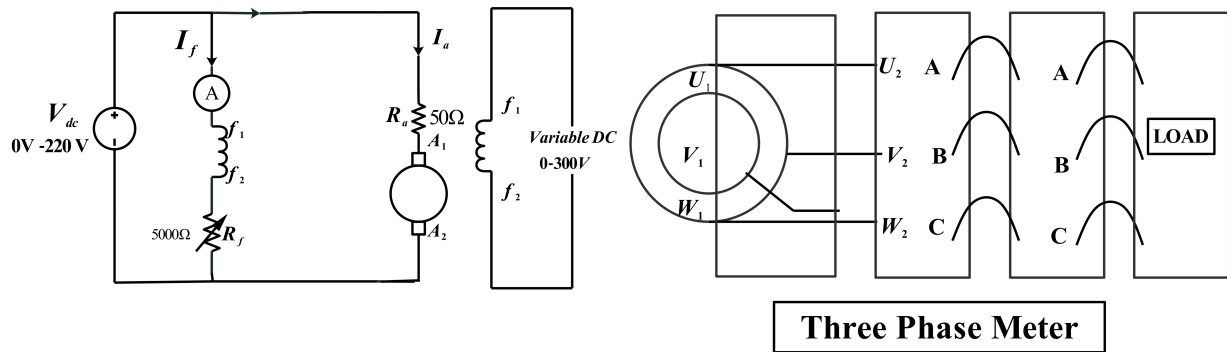 I_f
I_a
A
V_dc
0V -220 V
f_1
f_2
5000Ω
R_f
R_a
50Ω
A_1
A_2
f_1
f_2
Variable DC
0-300V
U_1
V_1
W_1
U_2
V_2
W_2
A
B
C
A
B
C
LOAD
Three Phase Meter